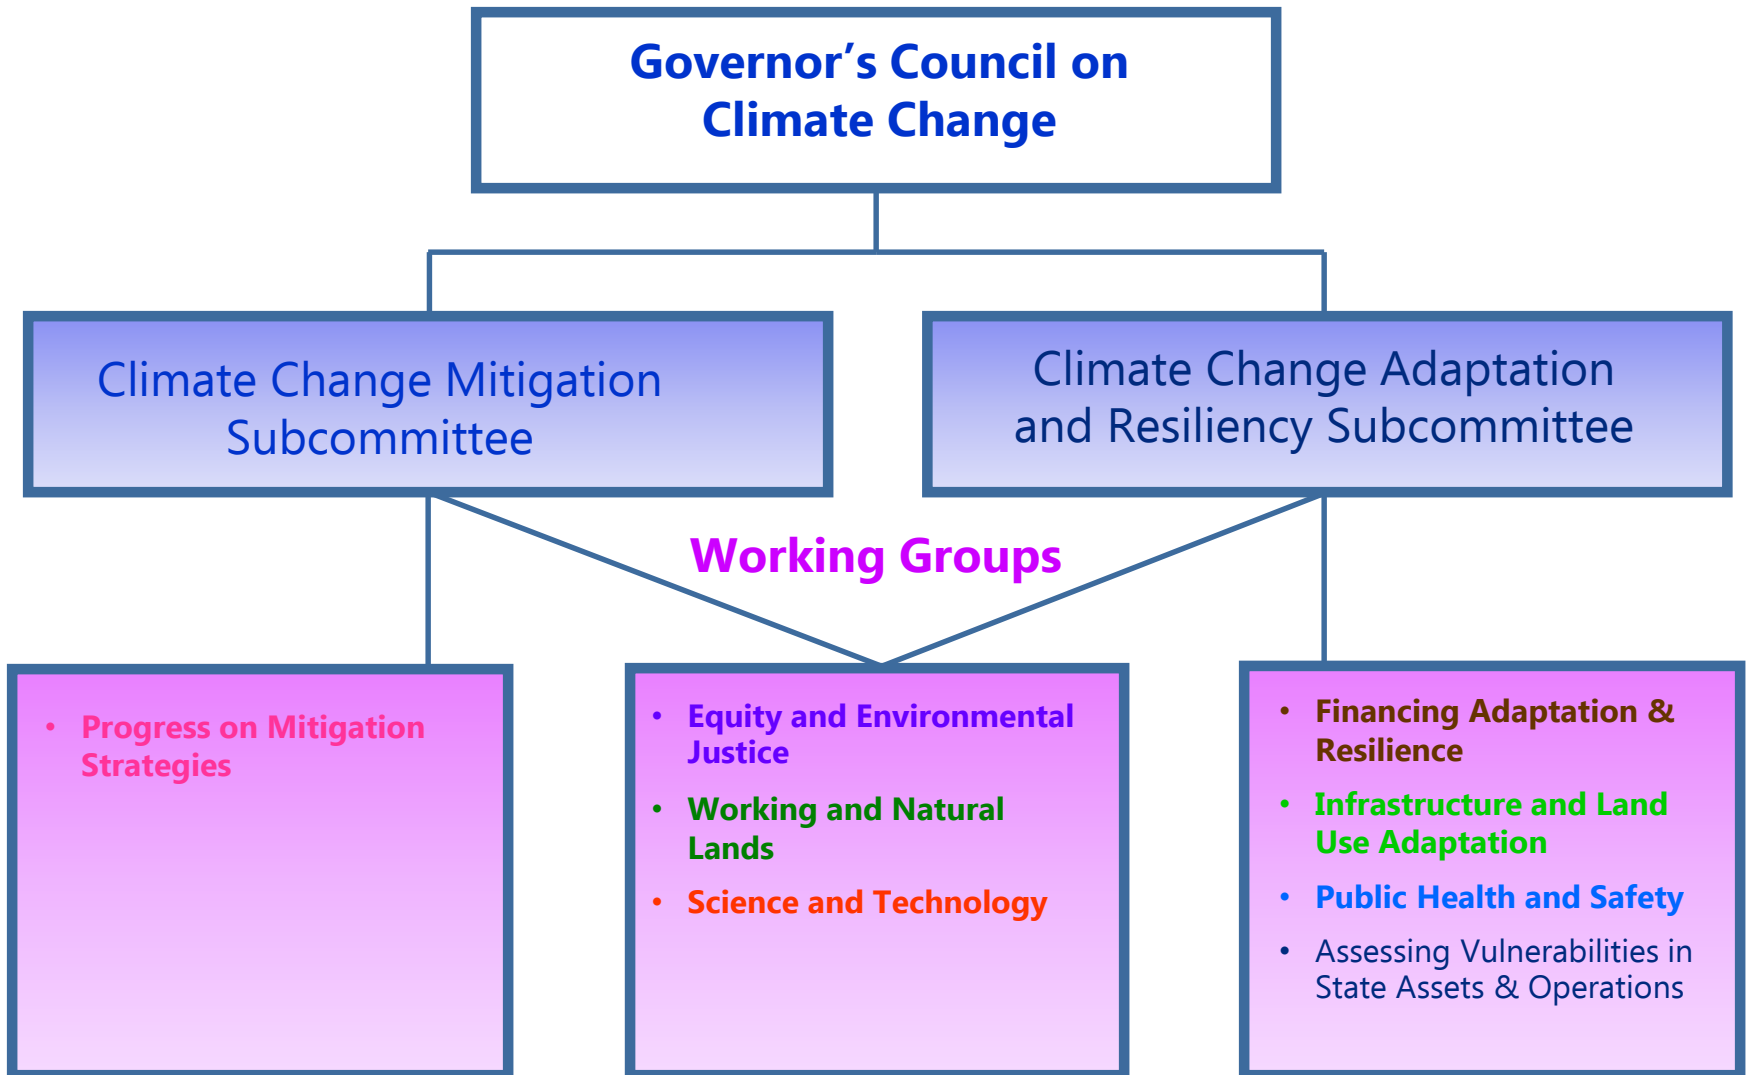 Governor’s Council on
Climate Change
Climate Change Mitigation
Subcommittee
Climate Change Adaptation
and Resiliency Subcommittee
Working Groups
• Progress on Mitigation
Strategies
• Equity and Environmental
Justice
• Working and Natural
Lands
• Science and Technology
• Financing Adaptation &
Resilience
• Infrastructure and Land
Use Adaptation
• Public Health and Safety
• Assessing Vulnerabilities in
State Assets & Operations